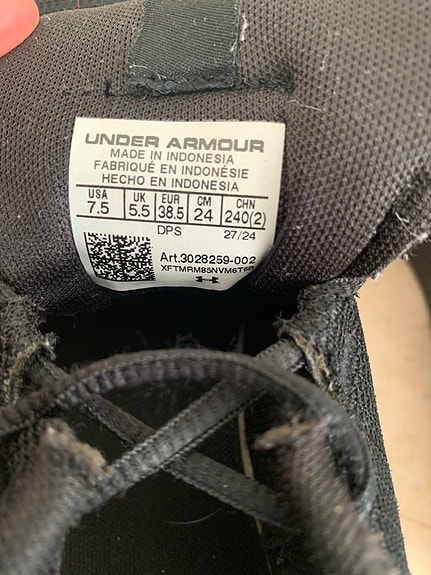 UNDER ARMOUR
MADE IN INDONESIA
FABRIQUÉ EN INDONÉSIE
HECHO EN INDONESIA
USA UK EUR CM CHN
7.5 5.5 38.5 24 240(2)
DPS 27/24
Art.3028259-002